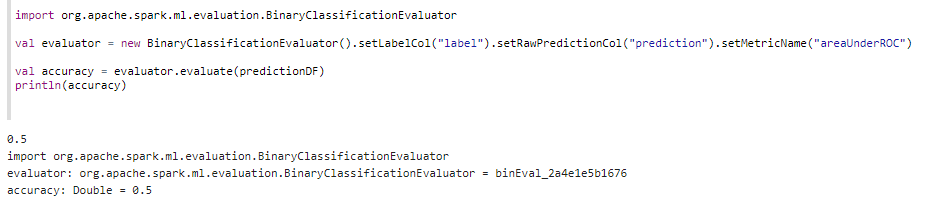 import org.apache.spark.ml.evaluation.BinaryClassificationEvaluator
val evaluator = new BinaryClassificationEvaluator().setLabelCol("label").setRawPredictionCol("prediction").setMetricName("areaUnderROC")
val accuracy = evaluator.evaluate(predictionDF)
println(accuracy)
0.5
import org.apache.spark.ml.evaluation.BinaryClassificationEvaluator
evaluator: org.apache.spark.ml.evaluation.BinaryClassificationEvaluator = binEval_2a4e1e5b1676
accuracy: Double = 0.5